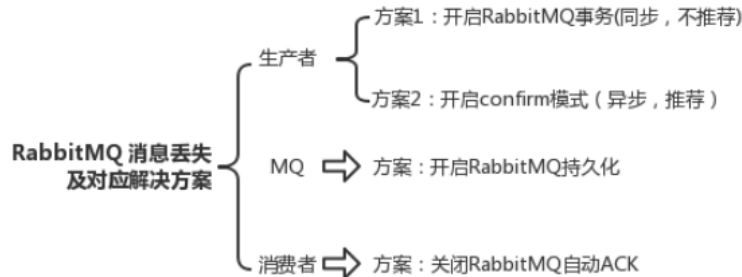 RabbitMQ 消息丢失
及对应解决方案
生产者
方案1：开启RabbitMQ事务(同步，不推荐)
方案2：开启confirm模式（异步，推荐）
MQ
方案：开启RabbitMQ持久化
消费者
方案：关闭RabbitMQ自动ACK